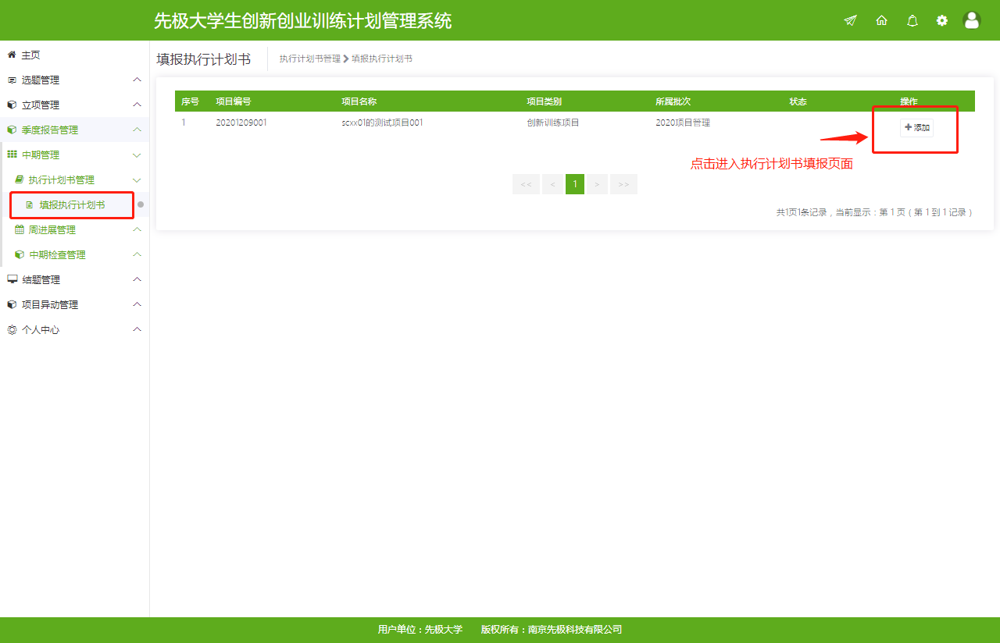 先极大学生创新创业训练计划管理系统
主页
选题管理
立项管理
季度报告管理
中期管理
执行计划书管理
填报执行计划书
周进展管理
中期检查管理
结题管理
项目异动管理
个人中心
填报执行计划书 执行计划书管理 填报执行计划书
序号 项目编号 项目名称 项目类别 所属批次 状态 操作
1 20201209001 scxx01的测试项目001 创新训练项目 2020项目管理 添加
点击进入执行计划书填报页面
<< < 1 > >>
共1页1条记录，当前显示：第 1 页 ( 第 1 到 1 记录 )
用户单位：先极大学 版权所有：南京先极科技有限公司